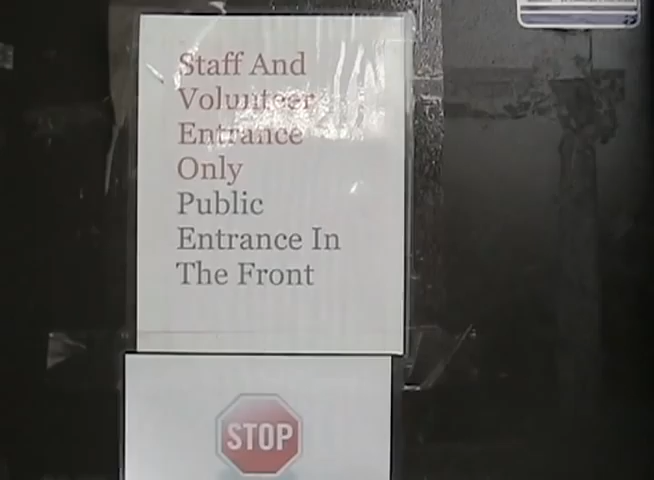 Staff And
Volunteer
Entrance
Only
Public
Entrance In
The Front
STOP